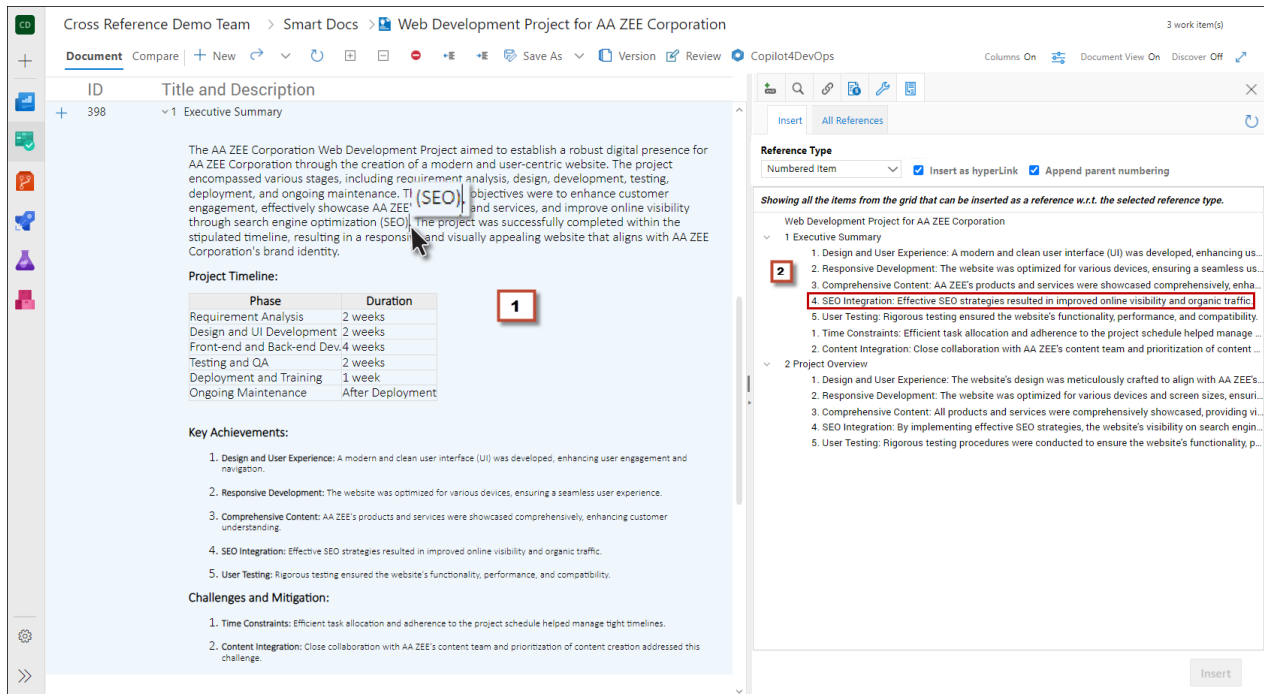 CD
Cross Reference Demo Team > Smart Docs > Web Development Project for AA ZEE Corporation
3 work item(s)
Document Compare New Save As Version Review Copilot4DevOps
Columns On Document View On Discover Off
ID Title and Description
398 1 Executive Summary
The AA ZEE Corporation Web Development Project aimed to establish a robust digital presence for
AA ZEE Corporation through the creation of a modern and user-centric website. The project
encompassed various stages, including requirement analysis, design, development, testing,
deployment, and ongoing maintenance. objectives were to enhance customer
engagement, effectively showcase AA ZEE' and services, and improve online visibility
through search engine optimization (SEO). The project was successfully completed within the
stipulated timeline, resulting in a responsive and visually appealing website that aligns with AA ZEE
Corporation's brand identity.
(SEO).
Project Timeline:
Phase Duration
Requirement Analysis 2 weeks
Design and UI Development 2 weeks
Front-end and Back-end Dev. 4 weeks
Testing and QA 2 weeks
Deployment and Training 1 week
Ongoing Maintenance After Deployment
1
Key Achievements:
1. Design and User Experience: A modern and clean user interface (UI) was developed, enhancing user engagement and
navigation.
2. Responsive Development: The website was optimized for various devices, ensuring a seamless user experience.
3. Comprehensive Content: AA ZEE's products and services were showcased comprehensively, enhancing customer
understanding.
4. SEO Integration: Effective SEO strategies resulted in improved online visibility and organic traffic.
5. User Testing: Rigorous testing ensured the website's functionality, performance, and compatibility.
Challenges and Mitigation:
1. Time Constraints: Efficient task allocation and adherence to the project schedule helped manage tight timelines.
2. Content Integration: Close collaboration with AA ZEE's content team and prioritization of content creation addressed this
challenge.
Insert All References
Reference Type
Numbered Item Insert as hyperLink Append parent numbering
Showing all the items from the grid that can be inserted as a reference w.r.t. the selected reference type.
Web Development Project for AA ZEE Corporation
1 Executive Summary
1. Design and User Experience: A modern and clean user interface (UI) was developed, enhancing us...
2
2. Responsive Development: The website was optimized for various devices, ensuring a seamless us...
3. Comprehensive Content: AA ZEE's products and services were showcased comprehensively, enha...
4. SEO Integration: Effective SEO strategies resulted in improved online visibility and organic traffic.
5. User Testing: Rigorous testing ensured the website's functionality, performance, and compatibility.
1. Time Constraints: Efficient task allocation and adherence to the project schedule helped manage ...
2. Content Integration: Close collaboration with AA ZEE's content team and prioritization of content ...
2 Project Overview
1. Design and User Experience: The website's design was meticulously crafted to align with AA ZEE's...
2. Responsive Development: The website was optimized for various devices and screen sizes, ensuri...
3. Comprehensive Content: All products and services were comprehensively showcased, providing vi...
4. SEO Integration: By implementing effective SEO strategies, the website's visibility on search engin...
5. User Testing: Rigorous testing procedures were conducted to ensure the website's functionality, p...
Insert